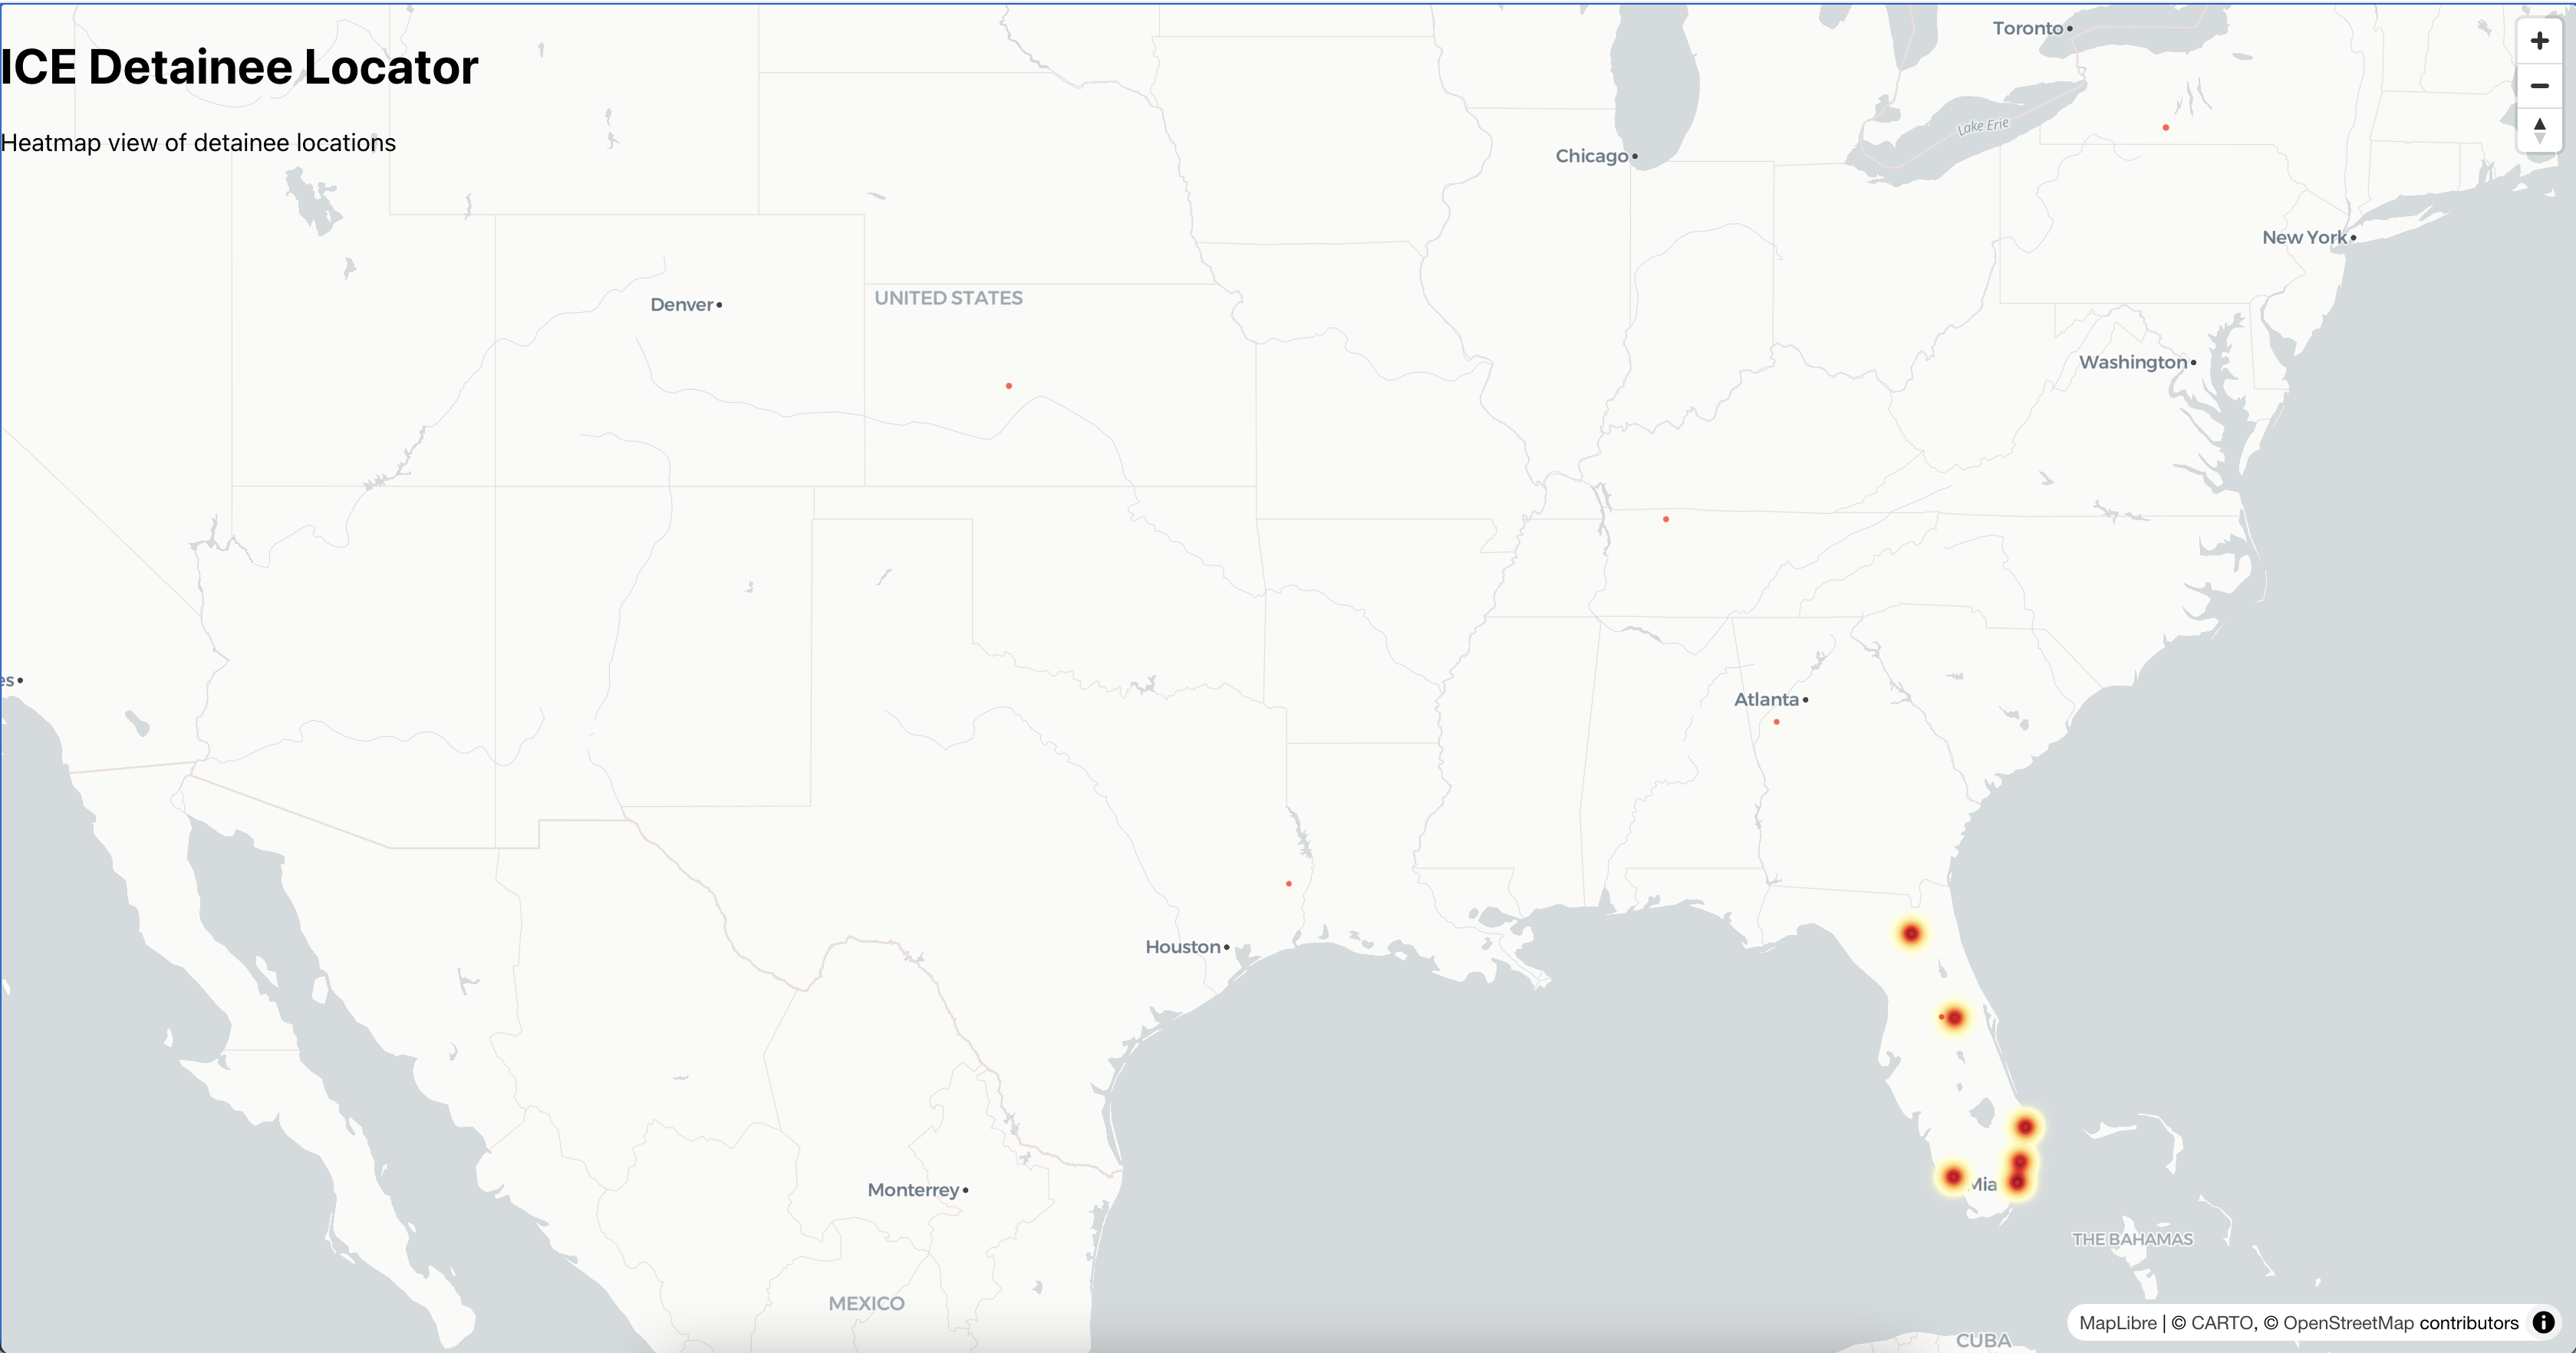 ICE Detainee Locator
Heatmap view of detainee locations
Toronto
Lake Erie
Chicago
New York
Denver
UNITED STATES
Washington
es
Atlanta
Houston
Monterrey
Mia
THE BAHAMAS
MEXICO
MapLibre | © CARTO, © OpenStreetMap contributors
CUBA